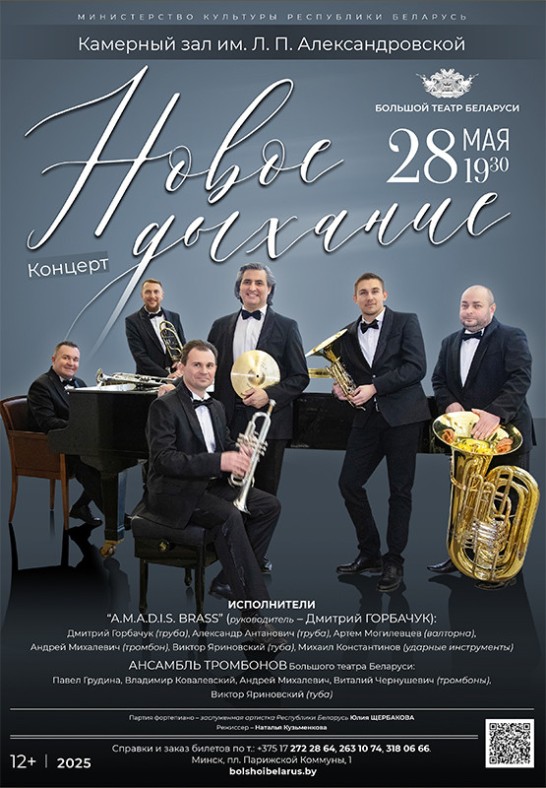 МИНИСТЕРСТВО КУЛЬТУРЫ РЕСПУБЛИКИ БЕЛАРУСЬ
Камерный зал им. Л. П. Александровской
БОЛЬШОЙ ТЕАТР БЕЛАРУСИ
28 МАЯ
19³⁰
Новое
дыхание
Концерт
ИСПОЛНИТЕЛИ
“A.M.A.D.I.S. BRASS” (руководитель – Дмитрий ГОРБАЧУК):
Дмитрий Горбачук (труба), Александр Антанович (труба), Артем Могилевцев (валторна),
Андрей Михалевич (тромбон), Виктор Яриновский (туба), Михаил Константинов (ударные инструменты)
АНСАМБЛЬ ТРОМБОНОВ Большого театра Беларуси:
Павел Грудина, Владимир Ковалевский, Андрей Михалевич, Виталий Чернушевич (тромбоны),
Виктор Яриновский (туба)
Партия фортепиано – заслуженная артистка Республики Беларусь Юлия ЩЕРБАКОВА
Режиссер – Наталья Кузьменкова
Справки и заказ билетов по т.: +375 17 272 28 64, 263 10 74, 318 06 66.
Минск, пл. Парижской Коммуны, 1
bolshoibelarus.by
12+ | 2025